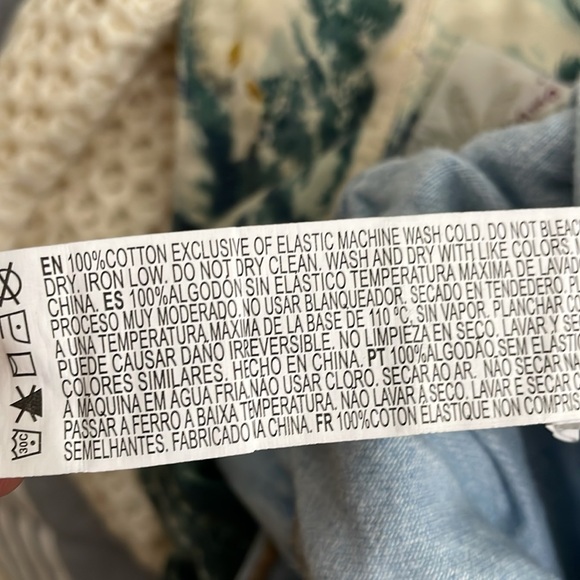 EN 100%COTTON EXCLUSIVE OF ELASTIC MACHINE WASH COLD. DO NOT BLEAC
DRY. IRON LOW. DO NOT DRY CLEAN. WASH AND DRY WITH LIKE COLORS.
CHINA. ES 100%ALGODON SIN ELASTICO TEMPERATURA MAXIMA DE LAVAD
PROCESO MUY MODERADO. NO USAR BLANQUEADOR. SECADO EN TENDEDERO
A UNA TEMPERATURA MAXIMA DE LA BASE DE 110 °C. SIN VAPOR. PLANCHAR
PUEDE CAUSAR DAÑO IRREVERSIBLE. NO LIMPIEZA EN SECO. LAVAR Y SE
COLORES SIMILARES. HECHO EN CHINA. PT 100%ALGODAO SEM ELASTI
A MAQUINA EM AGUA FRIA.NÃO USAR CLORO. SECAR AO AR. NÃO SECAR NA
PASSAR A FERRO A BAIXA TEMPERATURA. NÃO LAVAR A SECO. LAVAR E SECAR
SEMELHANTES. FABRICADO IA CHINA. FR 100%COTON ELASTIQUE NON COMPRIS
30C